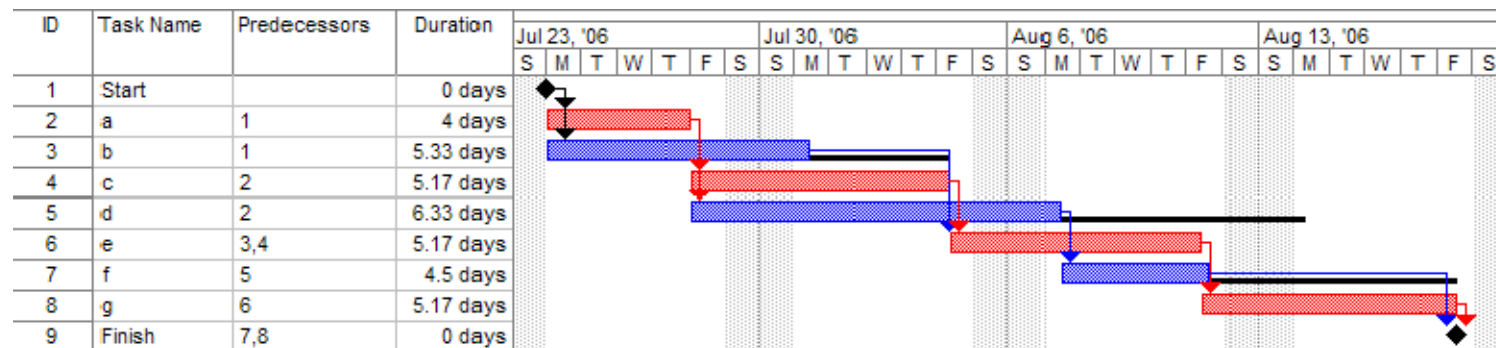 ID Task Name Predecessors Duration
Jul 23, '06 Jul 30, '06 Aug 6, '06 Aug 13, '06
S M T W T F S S M T W T F S S M T W T F S S M T W T F S
1 Start 0 days
2 a 1 4 days
3 b 1 5.33 days
4 c 2 5.17 days
5 d 2 6.33 days
6 e 3,4 5.17 days
7 f 5 4.5 days
8 g 6 5.17 days
9 Finish 7,8 0 days